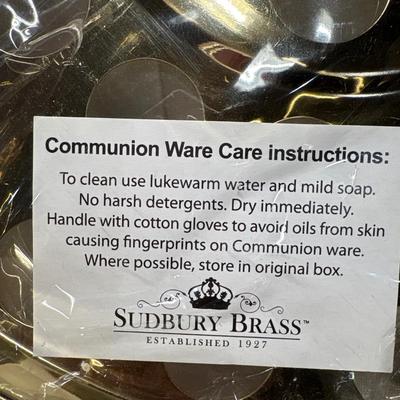 Communion Ware Care instructions:
To clean use lukewarm water and mild soap.
No harsh detergents. Dry immediately.
Handle with cotton gloves to avoid oils from skin
causing fingerprints on Communion ware.
Where possible, store in original box.
SUDBURY BRASS™
ESTABLISHED 1927